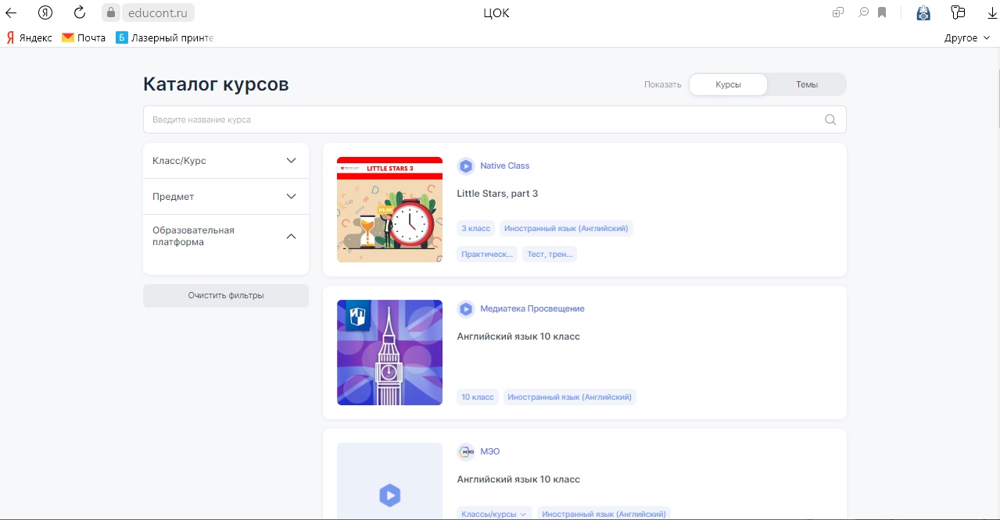 educont.ru
ЦОК
Яндекс
Почта
Лазерный принте
Другое
Каталог курсов
Показать
Курсы
Темы
Введите название курса
Класс/Курс
Предмет
Образовательная
платформа
Очистить фильтры
LITTLE STARS 3
Native Class
Little Stars, part 3
3 класс
Иностранный язык (Английский)
Практическ...
Тест, трен...
Медиатека Просвещение
Английский язык 10 класс
10 класс
Иностранный язык (Английский)
МЭО
МЭО
Английский язык 10 класс
Классы/курсы
Иностранный язык (Английский)